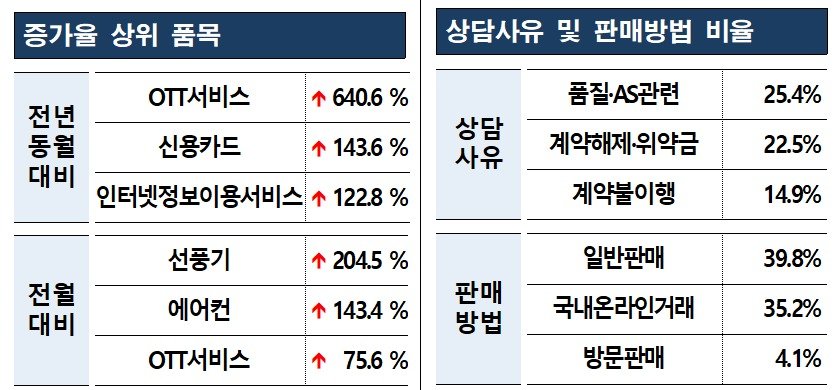 증가율 상위 품목
전년
동월
대비
OTT서비스 ↑ 640.6 %
신용카드 ↑ 143.6 %
인터넷정보이용서비스 ↑ 122.8 %
전월
대비
선풍기 ↑ 204.5 %
에어컨 ↑ 143.4 %
OTT서비스 ↑ 75.6 %
상담사유 및 판매방법 비율
상담
사유
품질·AS관련 25.4%
계약해제·위약금 22.5%
계약불이행 14.9%
판매
방법
일반판매 39.8%
국내온라인거래 35.2%
방문판매 4.1%